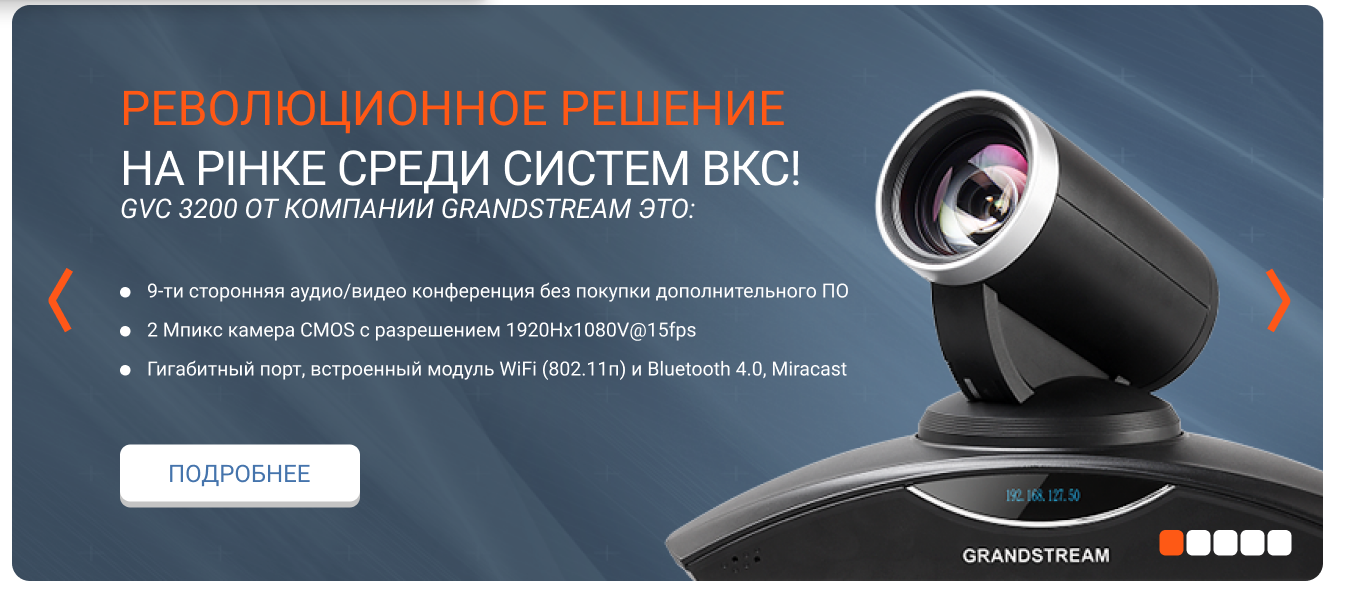 РЕВОЛЮЦИОННОЕ РЕШЕНИЕ
НА РІНКЕ СРЕДИ СИСТЕМ ВКС!
GVC 3200 ОТ КОМПАНИИ GRANDSTREAM ЭТО:
9-ти сторонняя аудио/видео конференция без покупки дополнительного ПО
2 Мпикс камера CMOS с разрешением 1920Hx1080V@15fps
Гигабитный порт, встроенный модуль WiFi (802.11п) и Bluetooth 4.0, Miracast
ПОДРОБНЕЕ
192.168.127.50
GRANDSTREAM